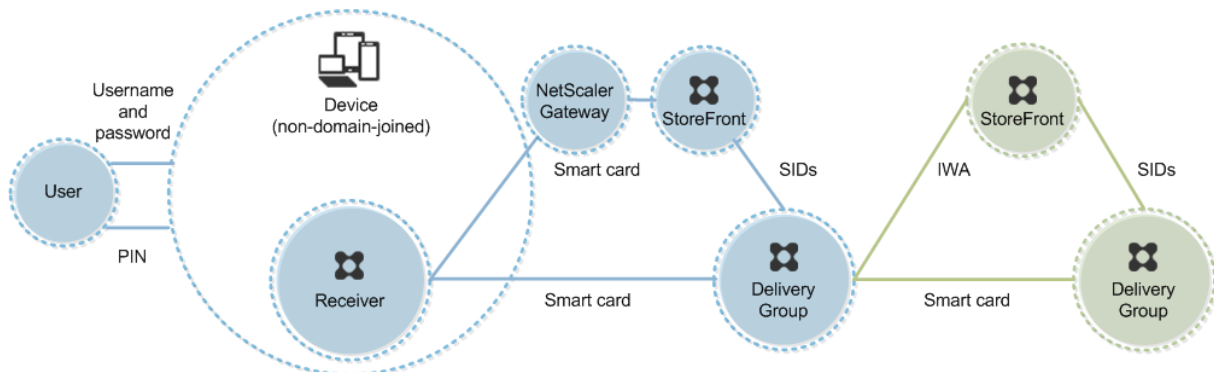 Username
and
password
User
PIN
Device
(non-domain-joined)
Receiver
NetScaler
Gateway
StoreFront
Smart card
SIDs
Smart card
Delivery
Group
StoreFront
IWA
SIDs
Smart card
Delivery
Group